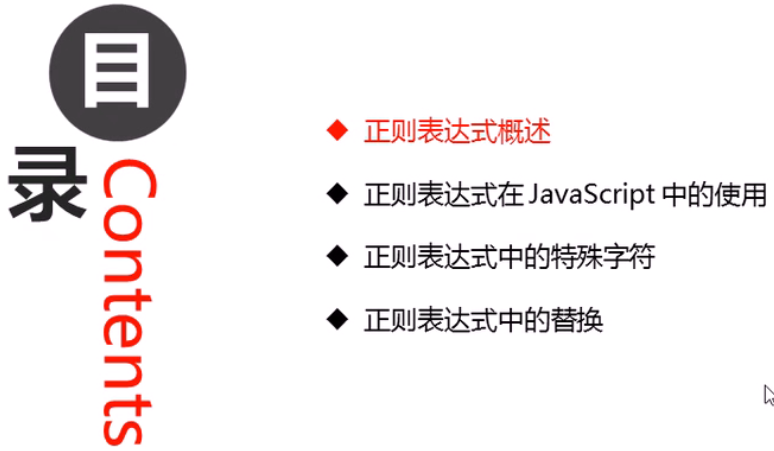 目
录
Contents
正则表达式概述
正则表达式在 JavaScript 中的使用
正则表达式中的特殊字符
正则表达式中的替换